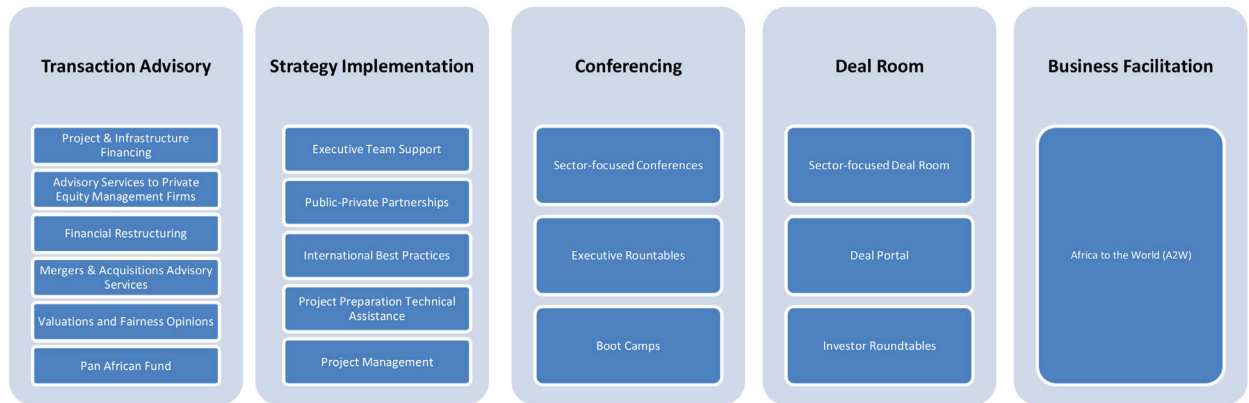 Transaction Advisory
Project & Infrastructure
Financing
Advisory Services to Private
Equity Management Firms
Financial Restructuring
Mergers & Acquisitions Advisory
Services
Valuations and Fairness Opinions
Pan African Fund
Strategy Implementation
Executive Team Support
Public-Private Partnerships
International Best Practices
Project Preparation Technical
Assistance
Project Management
Conferencing
Sector-focused Conferences
Executive Rountables
Boot Camps
Deal Room
Sector-focused Deal Room
Deal Portal
Investor Roundtables
Business Facilitation
Africa to the World (A2W)